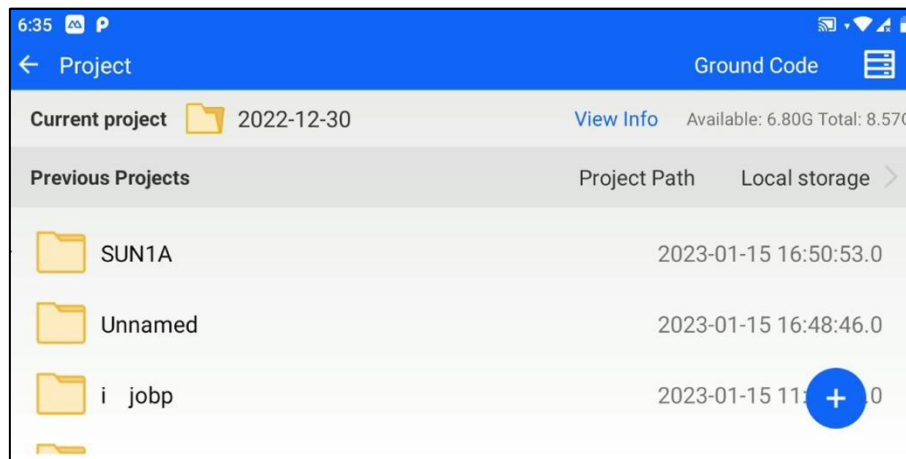 6:35
← Project Ground Code
Current project 2022-12-30 View Info Available: 6.80G Total: 8.57G
Previous Projects Project Path Local storage >
SUN1A 2023-01-15 16:50:53.0
Unnamed 2023-01-15 16:48:46.0
i jobp 2023-01-15 11: + 0